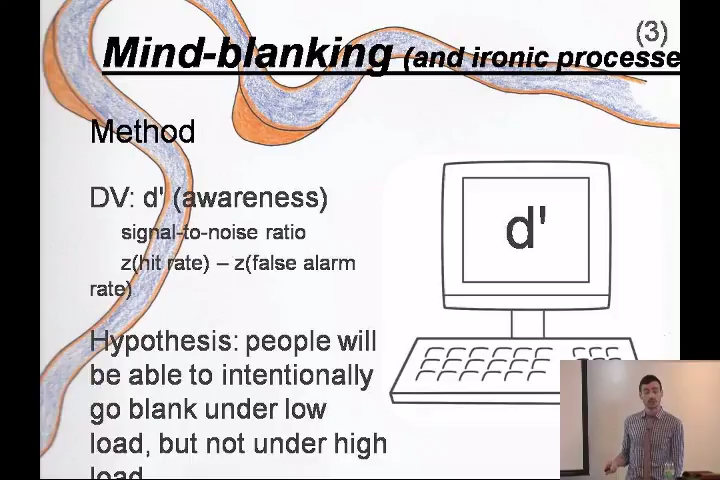 (3)
Mind-blanking (and ironic processe
Method
DV: d' (awareness)
signal-to-noise ratio
z(hit rate) – z(false alarm
rate)
d'
Hypothesis: people will
be able to intentionally
go blank under low
load, but not under high
load